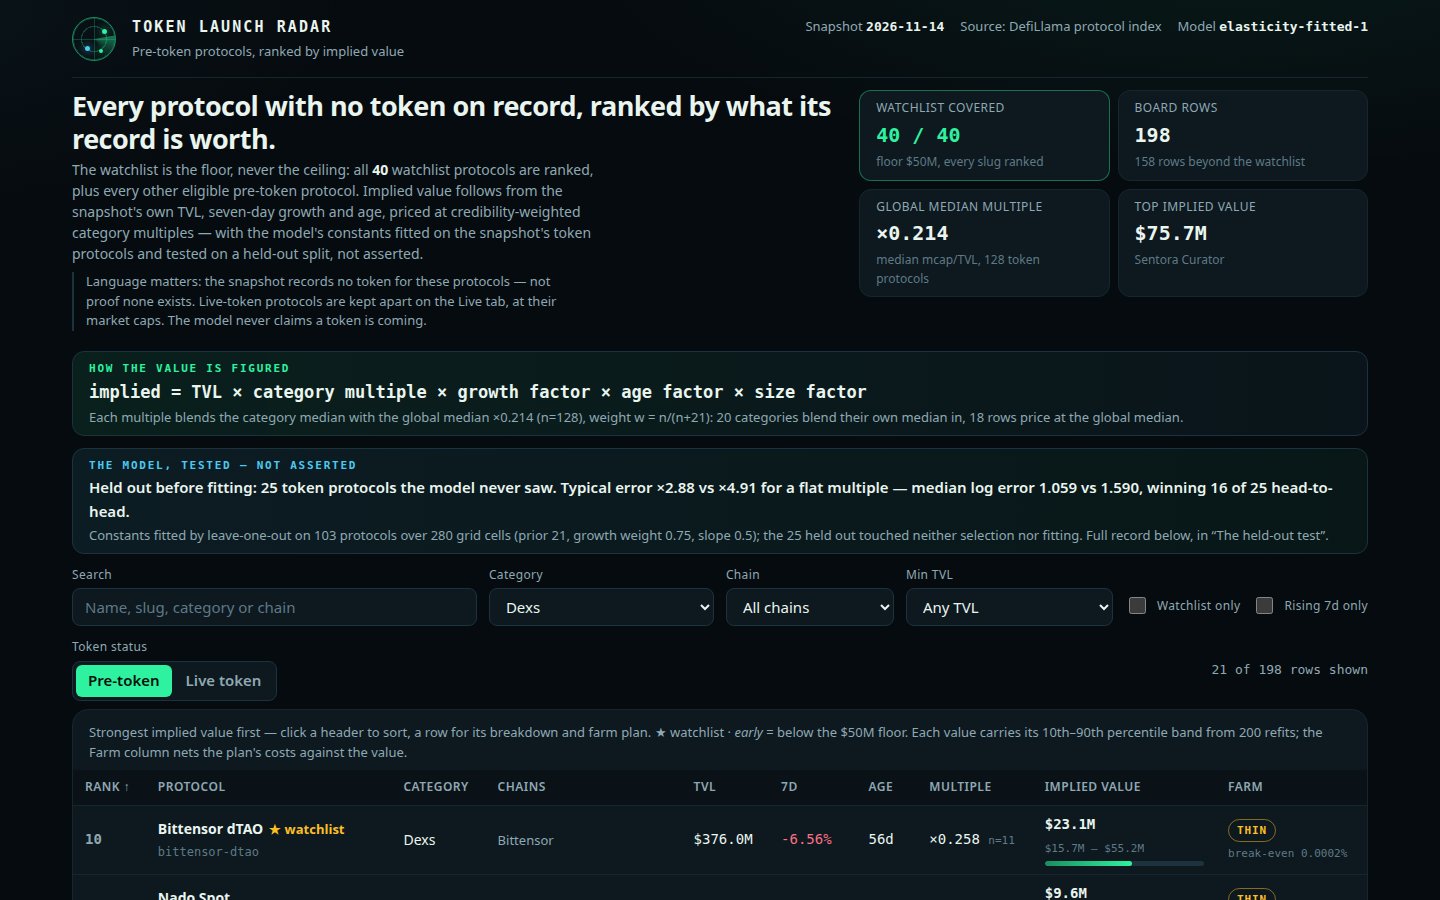 TOKEN LAUNCH RADAR
Pre-token protocols, ranked by implied value
Snapshot 2026-11-14 Source: DefiLlama protocol index Model elasticity-fitted-1
Every protocol with no token on record, ranked by what its
record is worth.
The watchlist is the floor, never the ceiling: all 40 watchlist protocols are ranked,
plus every other eligible pre-token protocol. Implied value follows from the
snapshot's own TVL, seven-day growth and age, priced at credibility-weighted
category multiples — with the model's constants fitted on the snapshot's token
protocols and tested on a held-out split, not asserted.
Language matters: the snapshot records no token for these protocols — not
proof none exists. Live-token protocols are kept apart on the Live tab, at their
market caps. The model never claims a token is coming.
WATCHLIST COVERED
40 / 40
floor $50M, every slug ranked
BOARD ROWS
198
158 rows beyond the watchlist
GLOBAL MEDIAN MULTIPLE
×0.214
median mcap/TVL, 128 token
protocols
TOP IMPLIED VALUE
$75.7M
Sentora Curator
HOW THE VALUE IS FIGURED
implied = TVL × category multiple × growth factor × age factor × size factor
Each multiple blends the category median with the global median ×0.214 (n=128), weight w = n/(n+21): 20 categories blend their own median in, 18 rows price at the global median.
THE MODEL, TESTED — NOT ASSERTED
Held out before fitting: 25 token protocols the model never saw. Typical error ×2.88 vs ×4.91 for a flat multiple — median log error 1.059 vs 1.590, winning 16 of 25 head-to-
head.
Constants fitted by leave-one-out on 103 protocols over 280 grid cells (prior 21, growth weight 0.75, slope 0.5); the 25 held out touched neither selection nor fitting. Full record below, in “The held-out test”.
Search Category Chain Min TVL
Name, slug, category or chain Dexs All chains Any TVL Watchlist only Rising 7d only
Token status
Pre-token Live token
21 of 198 rows shown
Strongest implied value first — click a header to sort, a row for its breakdown and farm plan. ★ watchlist · early = below the $50M floor. Each value carries its 10th–90th percentile band from 200 refits; the
Farm column nets the plan's costs against the value.
RANK ↑ PROTOCOL CATEGORY CHAINS TVL 7D AGE MULTIPLE IMPLIED VALUE FARM
10 Bittensor dTAO ★ watchlist Dexs Bittensor $376.0M -6.56% 56d ×0.258 n=11 $23.1M THIN
bittensor-dtao $15.7M — $55.2M break-even 0.0002%
Nado Spot $9.6M THIN